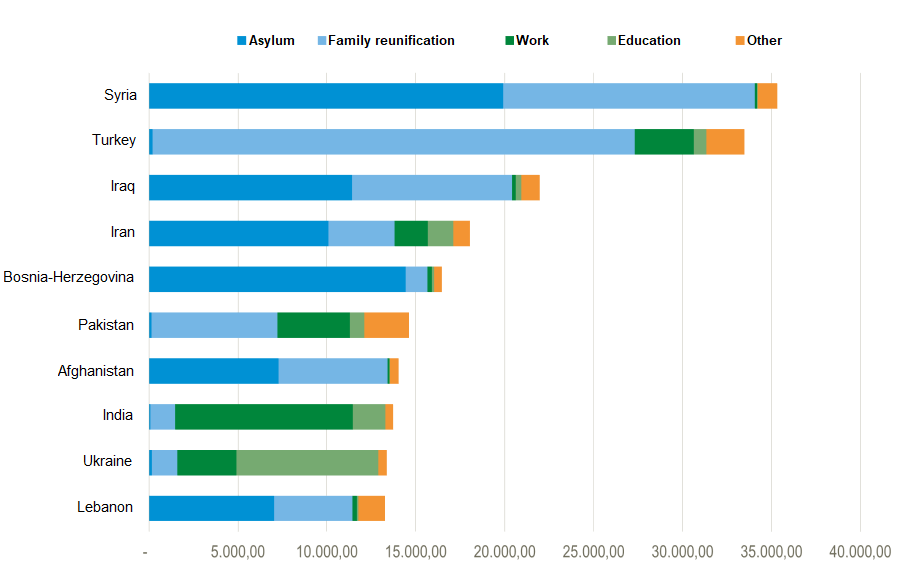 Asylum Family reunification Work Education Other
Syria
Turkey
Iraq
Iran
Bosnia-Herzegovina
Pakistan
Afghanistan
India
Ukraine
Lebanon
- 5.000,00 10.000,00 15.000,00 20.000,00 25.000,00 30.000,00 35.000,00 40.000,00